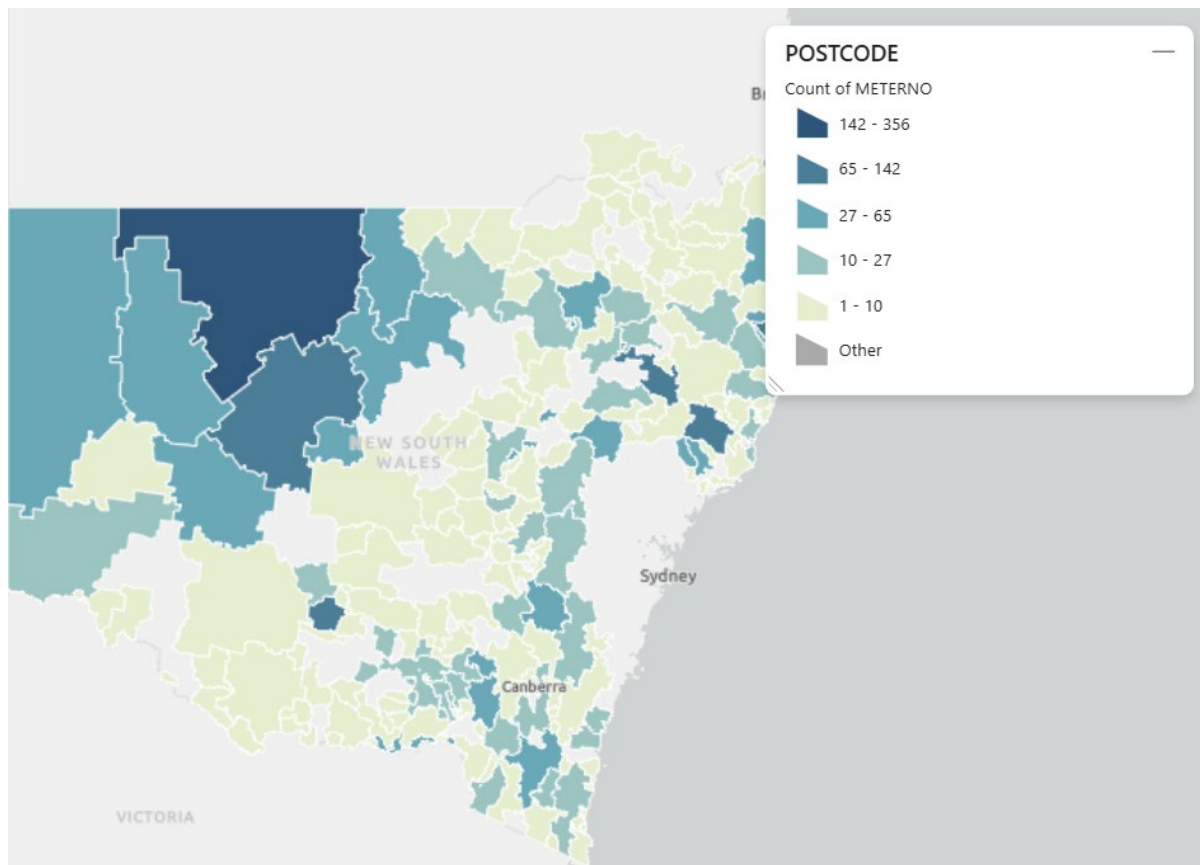 POSTCODE
Count of METERNO
142 - 356
65 - 142
27 - 65
10 - 27
1 - 10
Other
NEW SOUTH
WALES
Sydney
Canberra
VICTORIA